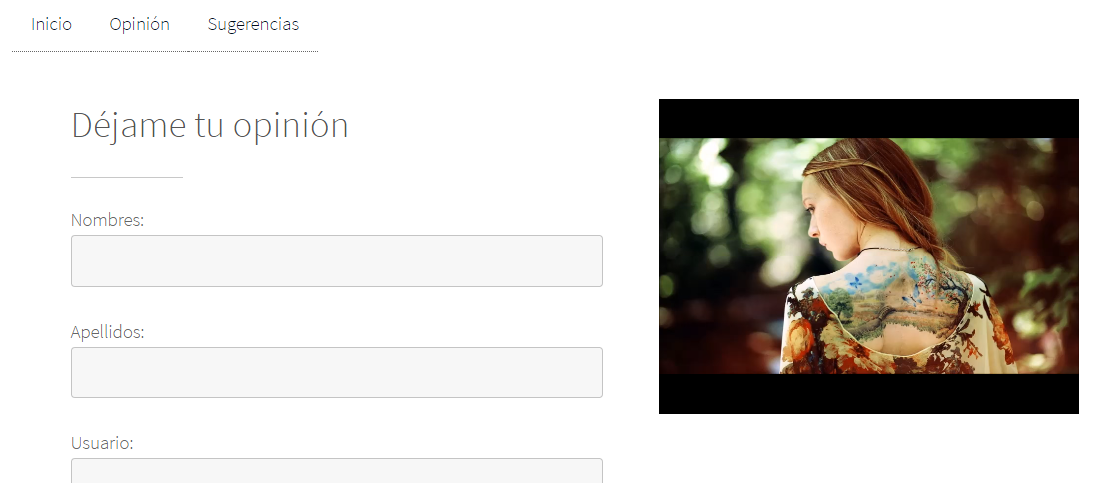 Inicio Opinión Sugerencias
Déjame tu opinión
Nombres:
Apellidos:
Usuario: